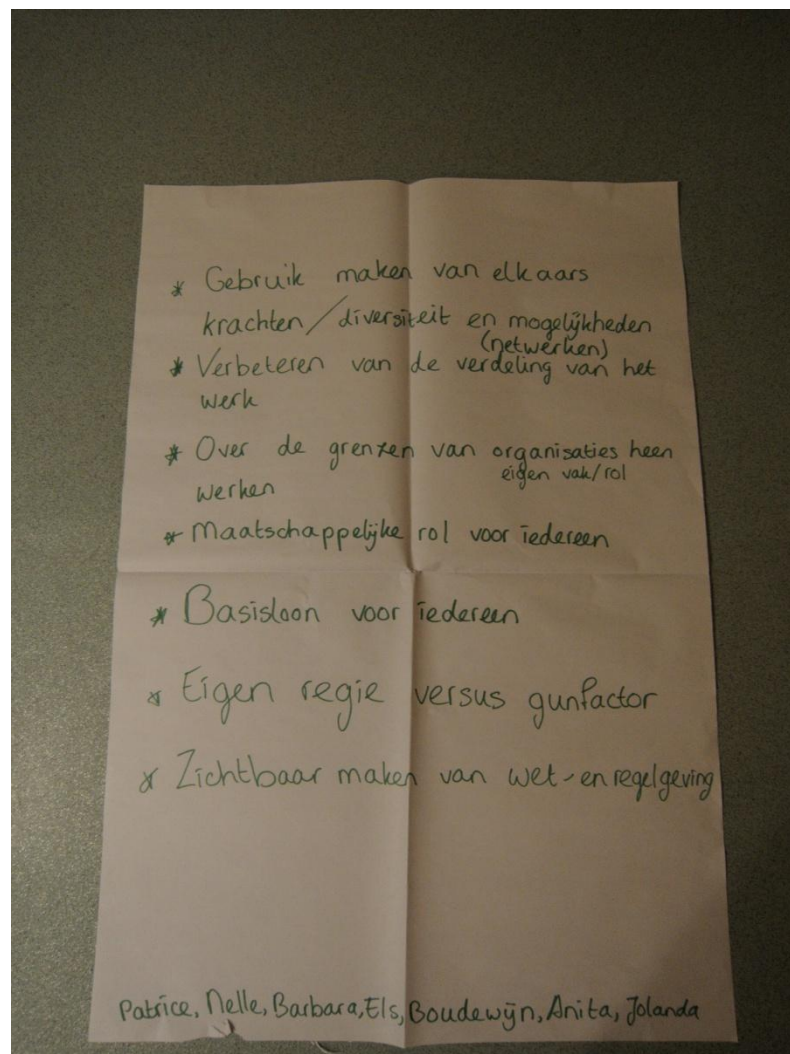 * Gebruik maken van elkaars
krachten/diversiteit en mogelijkheden
(netwerken)
* Verbeteren van de verdeling van het
werk
* Over de grenzen van organisaties heen
eigen vak/rol
werken
* Maatschappelijke rol voor iedereen
* Basisloon voor iedereen
* Eigen regie versus gunfactor
* Zichtbaar maken van wet- en regelgeving
Patrice, Nelle, Barbara, Els, Boudewijn, Anita, Jolanda